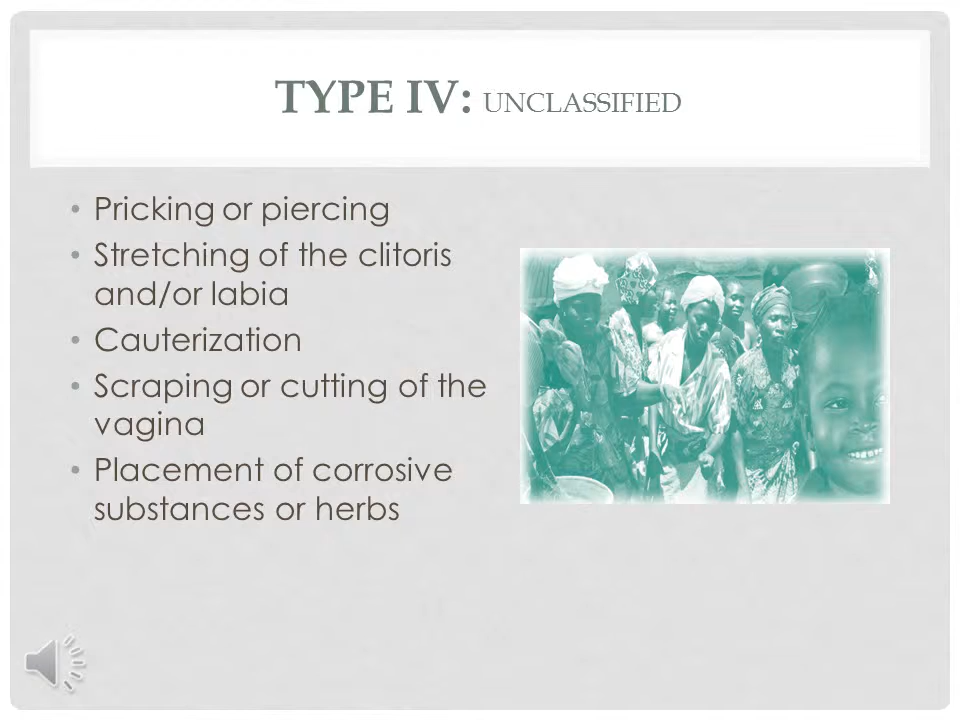 TYPE IV: UNCLASSIFIED
• Pricking or piercing
• Stretching of the clitoris
and/or labia
• Cauterization
• Scraping or cutting of the
vagina
• Placement of corrosive
substances or herbs